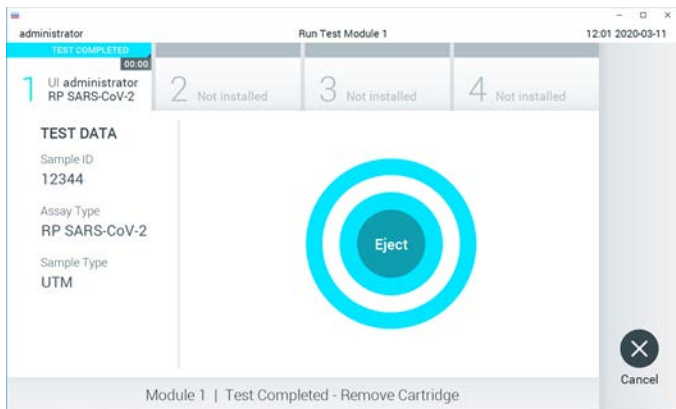 administrator
Run Test Module 1
12:01 2020-03-11
TEST COMPLETED
00:00
1
UI administrator
RP SARS-CoV-2
2 Not installed
3 Not installed
4 Not installed
TEST DATA
Sample ID
12344
Assay Type
RP SARS-CoV-2
Sample Type
UTM
Eject
Cancel
Module 1 | Test Completed - Remove Cartridge